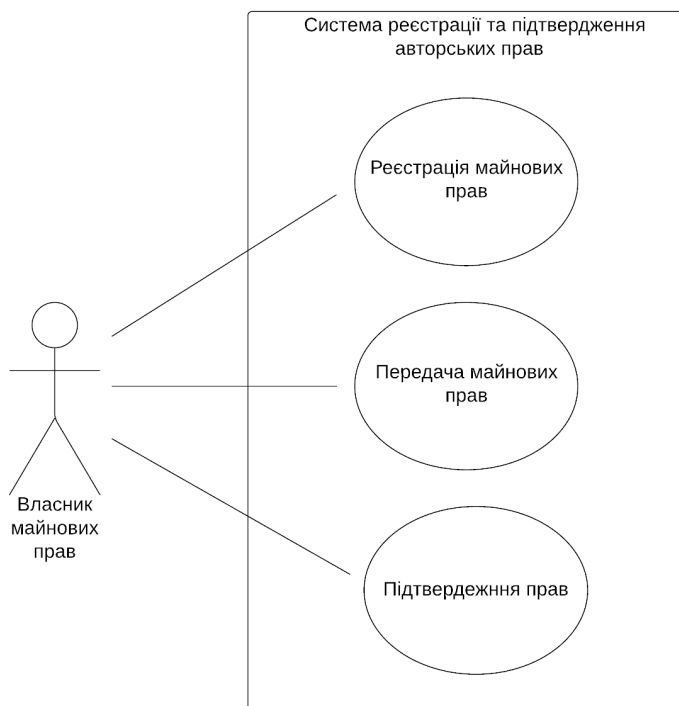 Система реєстрації та підтвердження
авторських прав
Реєстрація майнових
прав
Передача майнових
прав
Власник
майнових
прав
Підтвердежння прав